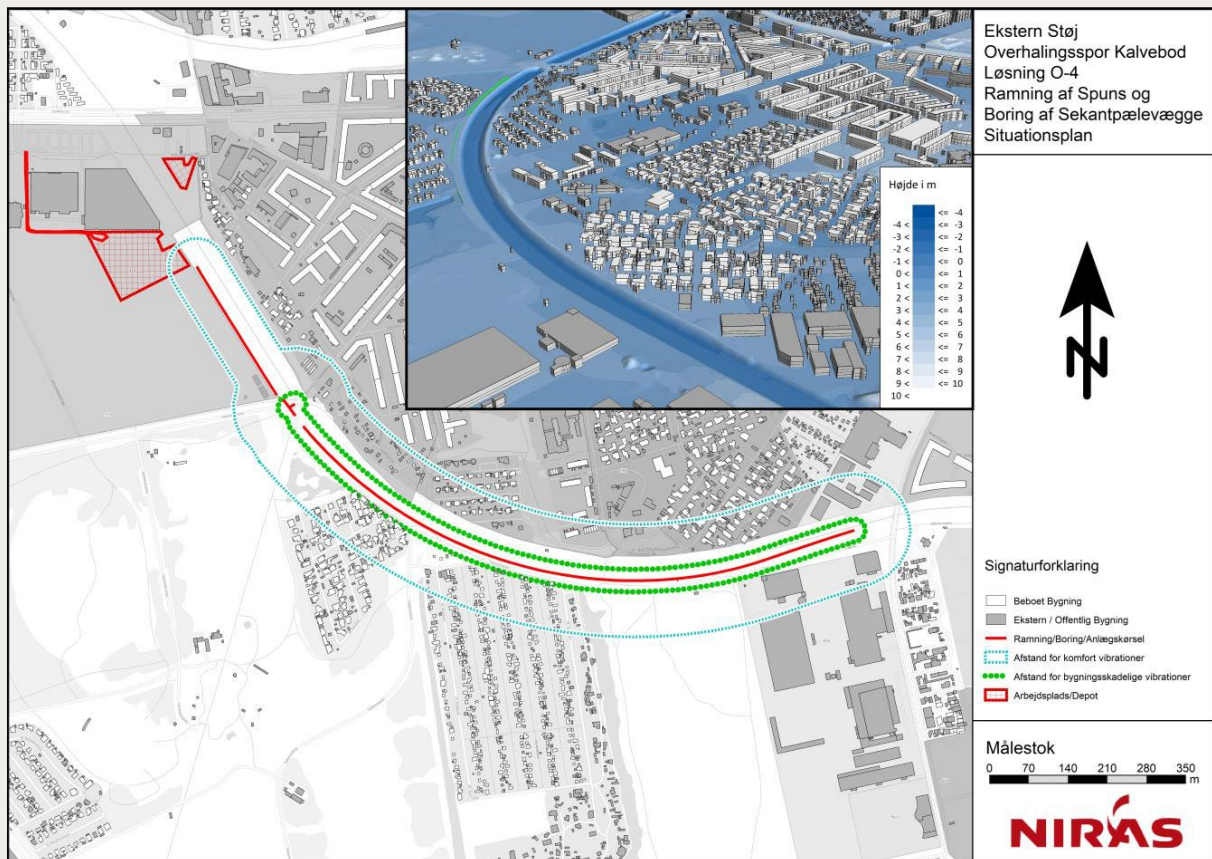 Ekstern Støj
Overhalingsspor Kalvebod
Løsning O-4
Ramning af Spuns og
Boring af Sekantpælevægge
Situationsplan
Højde i m
<= -4
-4 < <= -3
-3 < <= -2
-2 < <= -1
-1 < <= 0
0 < <= 1
1 < <= 2
2 < <= 3
3 < <= 4
4 < <= 5
5 < <= 6
6 < <= 7
7 < <= 8
8 < <= 9
9 < <= 10
10 <
N
Signaturforklaring
Beboet Bygning
Ekstern / Offentlig Bygning
Ramning/Boring/Anlægskørsel
Afstand for komfort vibrationer
Afstand for bygningsskadelige vibrationer
Arbejdsplads/Depot
Målestok
0 70 140 210 280 350
m
NIRAS